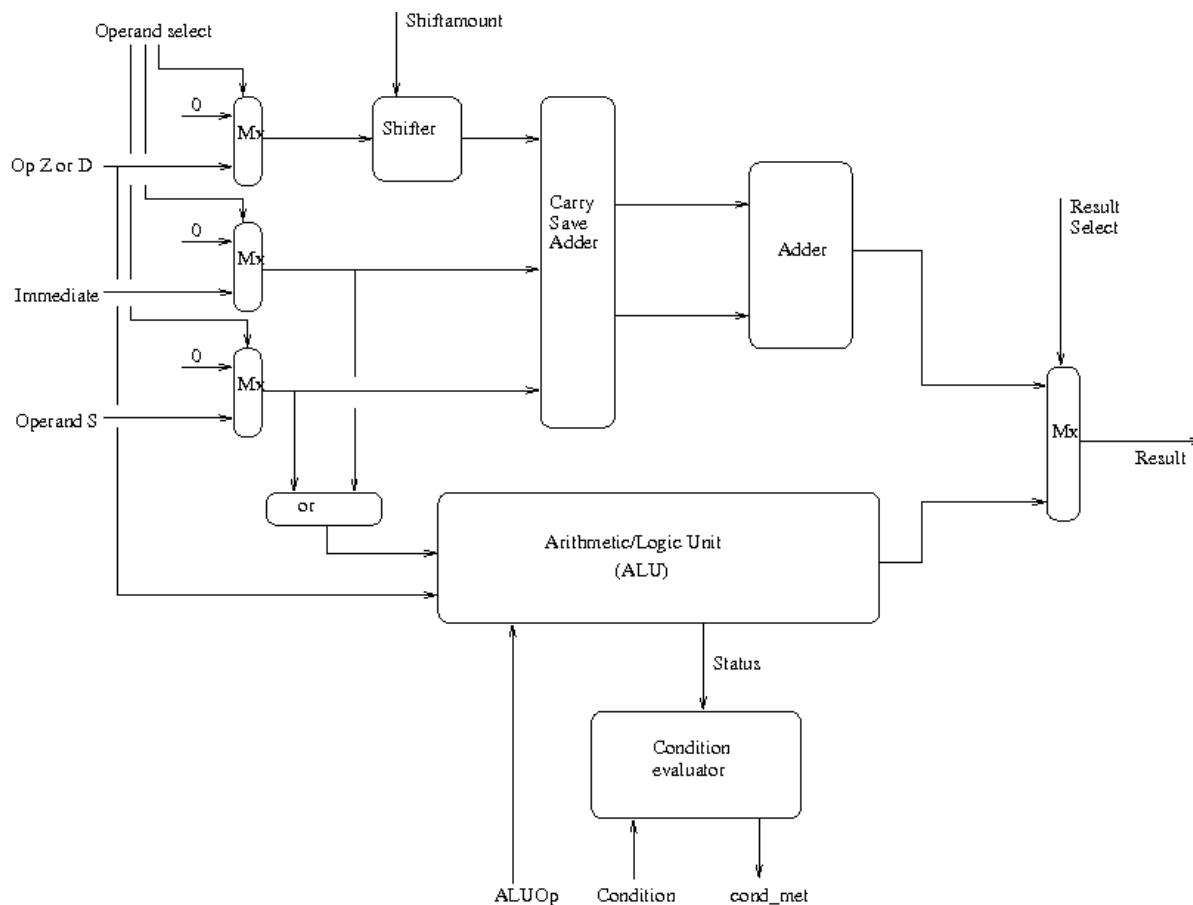 Shiftamount
Operand select
0
Mx
Shifter
Op Z or D
Carry
Save
Adder
Result
Select
0
Mx
Adder
Immediate
0
Mx
Operand S
Mx
Result
or
Arithmetic/Logic Unit
(ALU)
Status
Condition
evaluator
ALUOp
Condition
cond_met